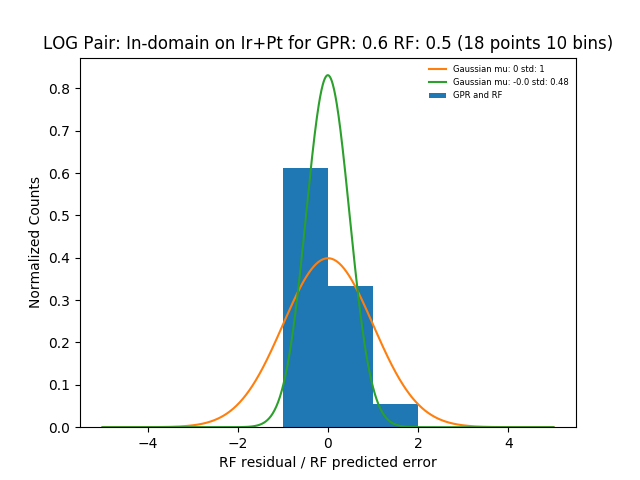 LOG Pair: In-domain on Ir+Pt for GPR: 0.6 RF: 0.5 (18 points 10 bins)
Gaussian mu: 0 std: 1
Gaussian mu: -0.0 std: 0.48
GPR and RF
Normalized Counts
0.8
0.7
0.6
0.5
0.4
0.3
0.2
0.1
0.0
−4 −2 0 2 4
RF residual / RF predicted error